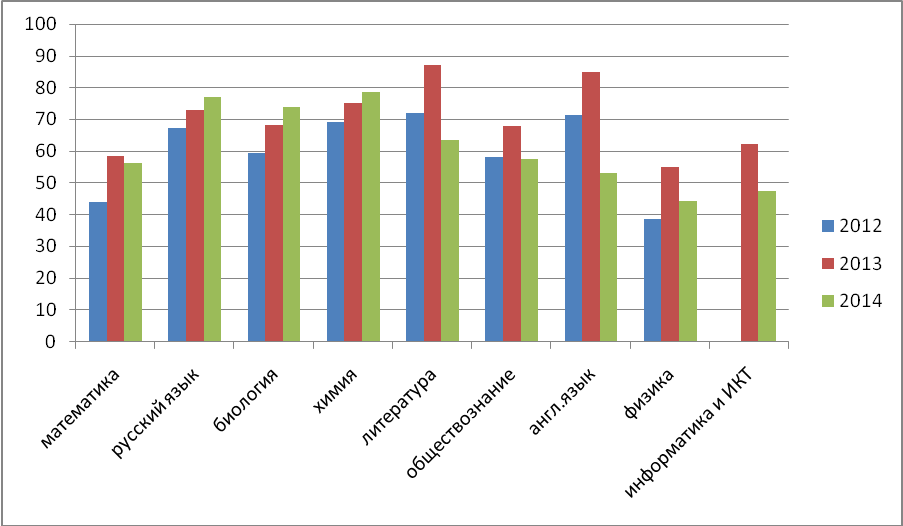 100
90
80
70
60
50
40
30
20
10
0
математика
русский язык
биология
химия
литература
обществознание
англ.язык
физика
информатика и ИКТ
2012
2013
2014